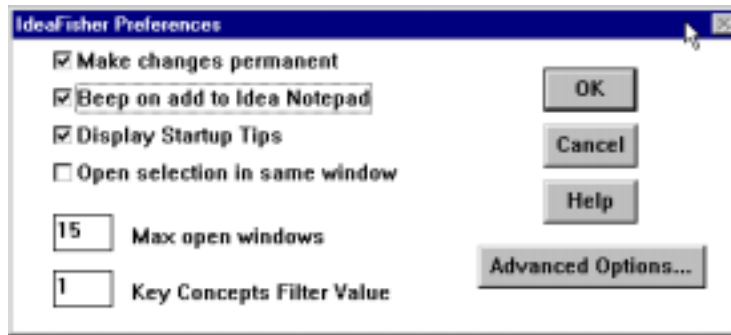 IdeaFisher Preferences
Make changes permanent
Beep on add to Idea Notepad
Display Startup Tips
Open selection in same window
15 Max open windows
1 Key Concepts Filter Value
OK
Cancel
Help
Advanced Options...